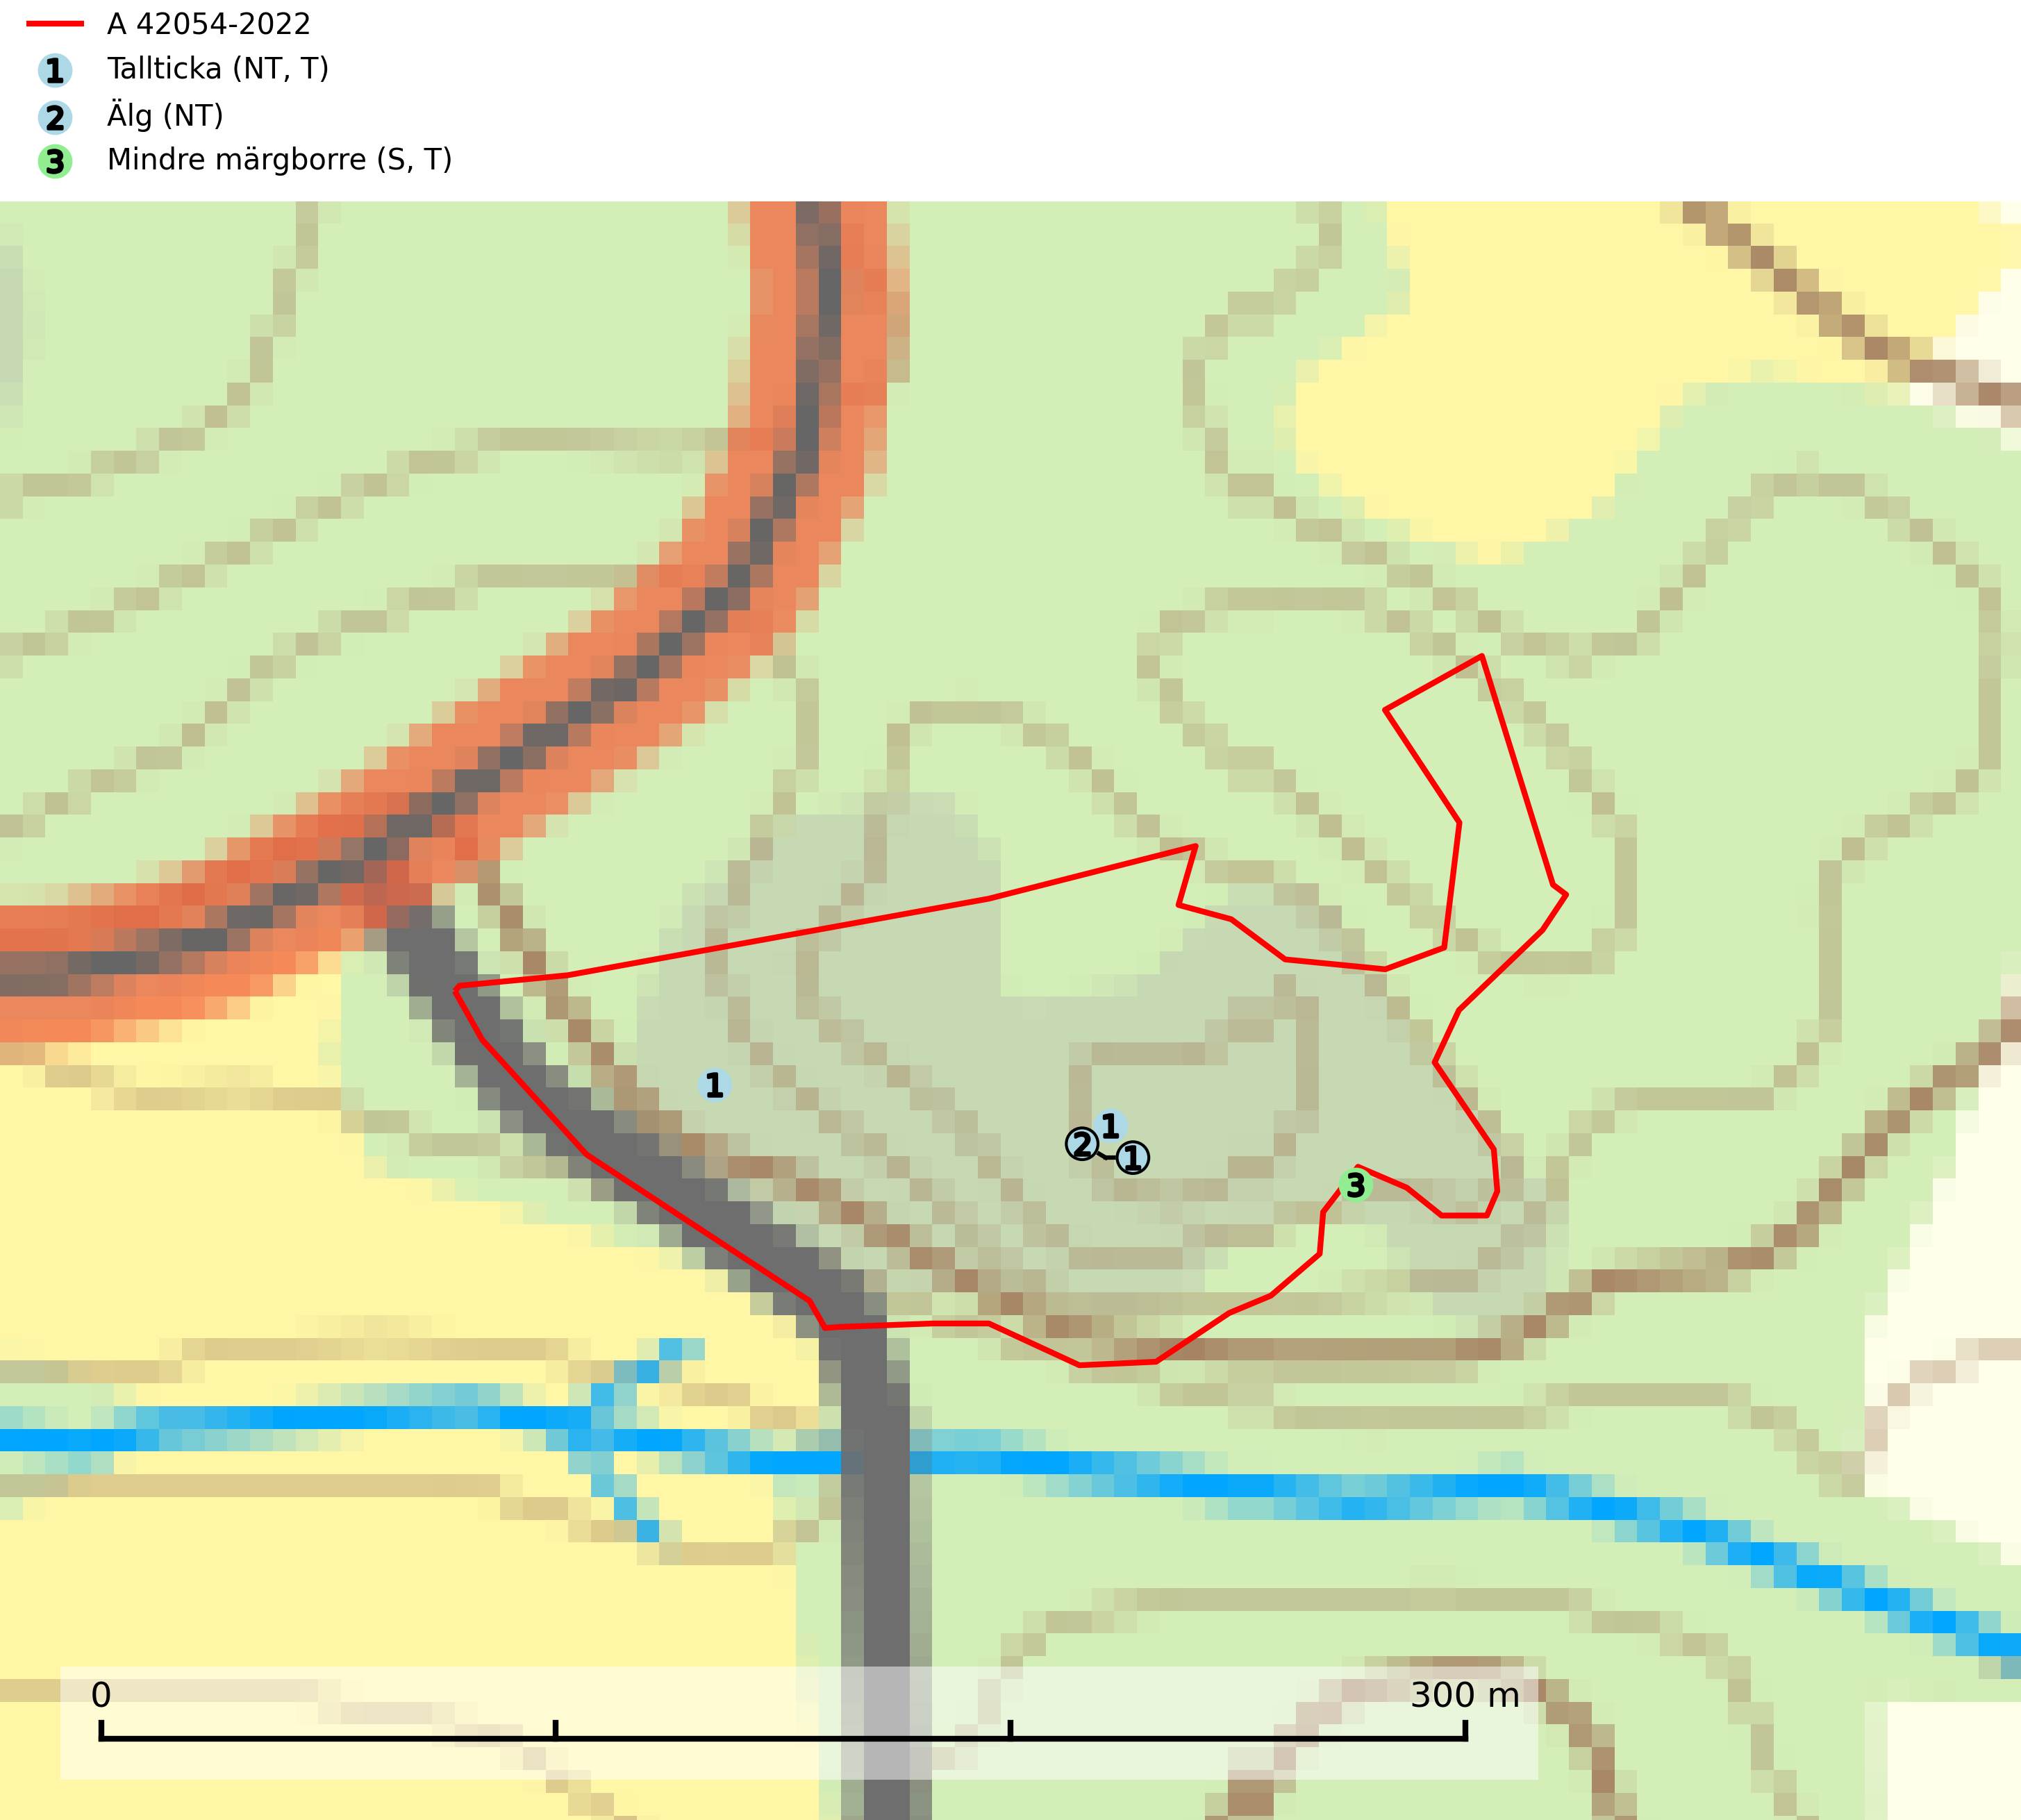 A 42054-2022
1 Tallticka (NT, T)
2 Älg (NT)
3 Mindre märgborre (S, T)
1
1
2 1
3
0 300 m